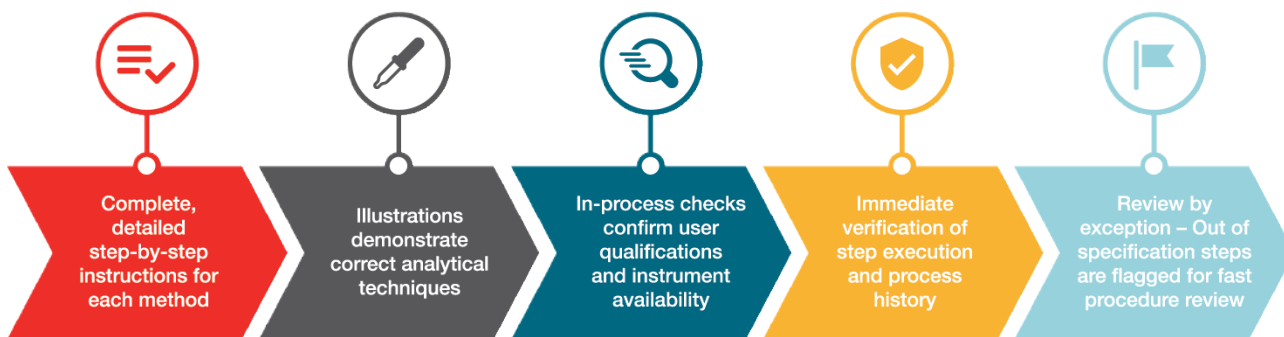 Complete,
detailed
step-by-step
instructions for
each method
Illustrations
demonstrate
correct analytical
techniques
In-process checks
confirm user
qualifications
and instrument
availability
Immediate
verification of
step execution
and process
history
Review by
exception – Out of
specification steps
are flagged for fast
procedure review